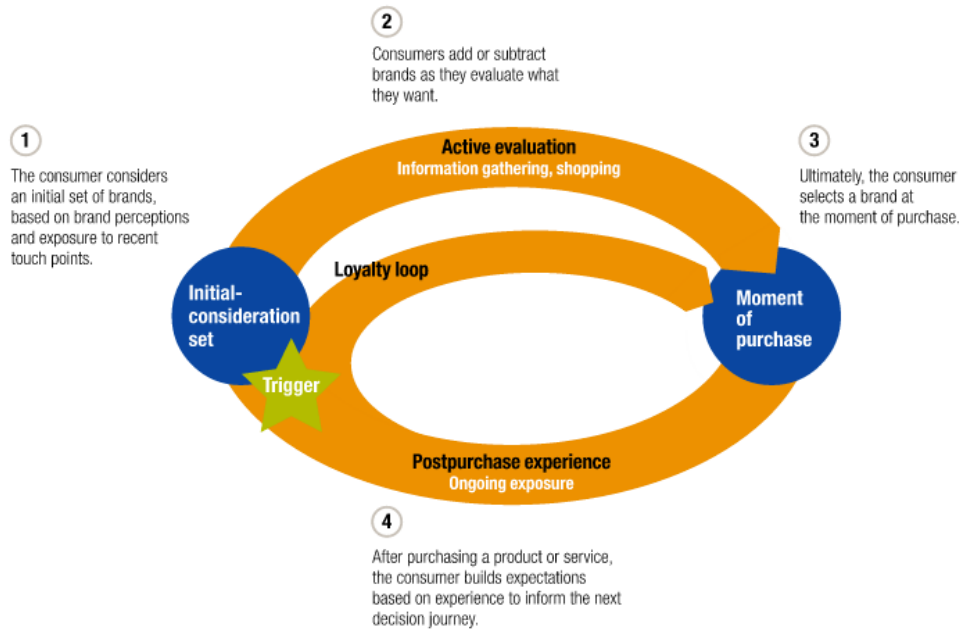 2
Consumers add or subtract
brands as they evaluate what
they want.
1
The consumer considers
an initial set of brands,
based on brand perceptions
and exposure to recent
touch points.
3
Ultimately, the consumer
selects a brand at
the moment of purchase.
Active evaluation
Information gathering, shopping
Loyalty loop
Initial-
consideration
set
Moment
of
purchase
Trigger
Postpurchase experience
Ongoing exposure
4
After purchasing a product or service,
the consumer builds expectations
based on experience to inform the next
decision journey.